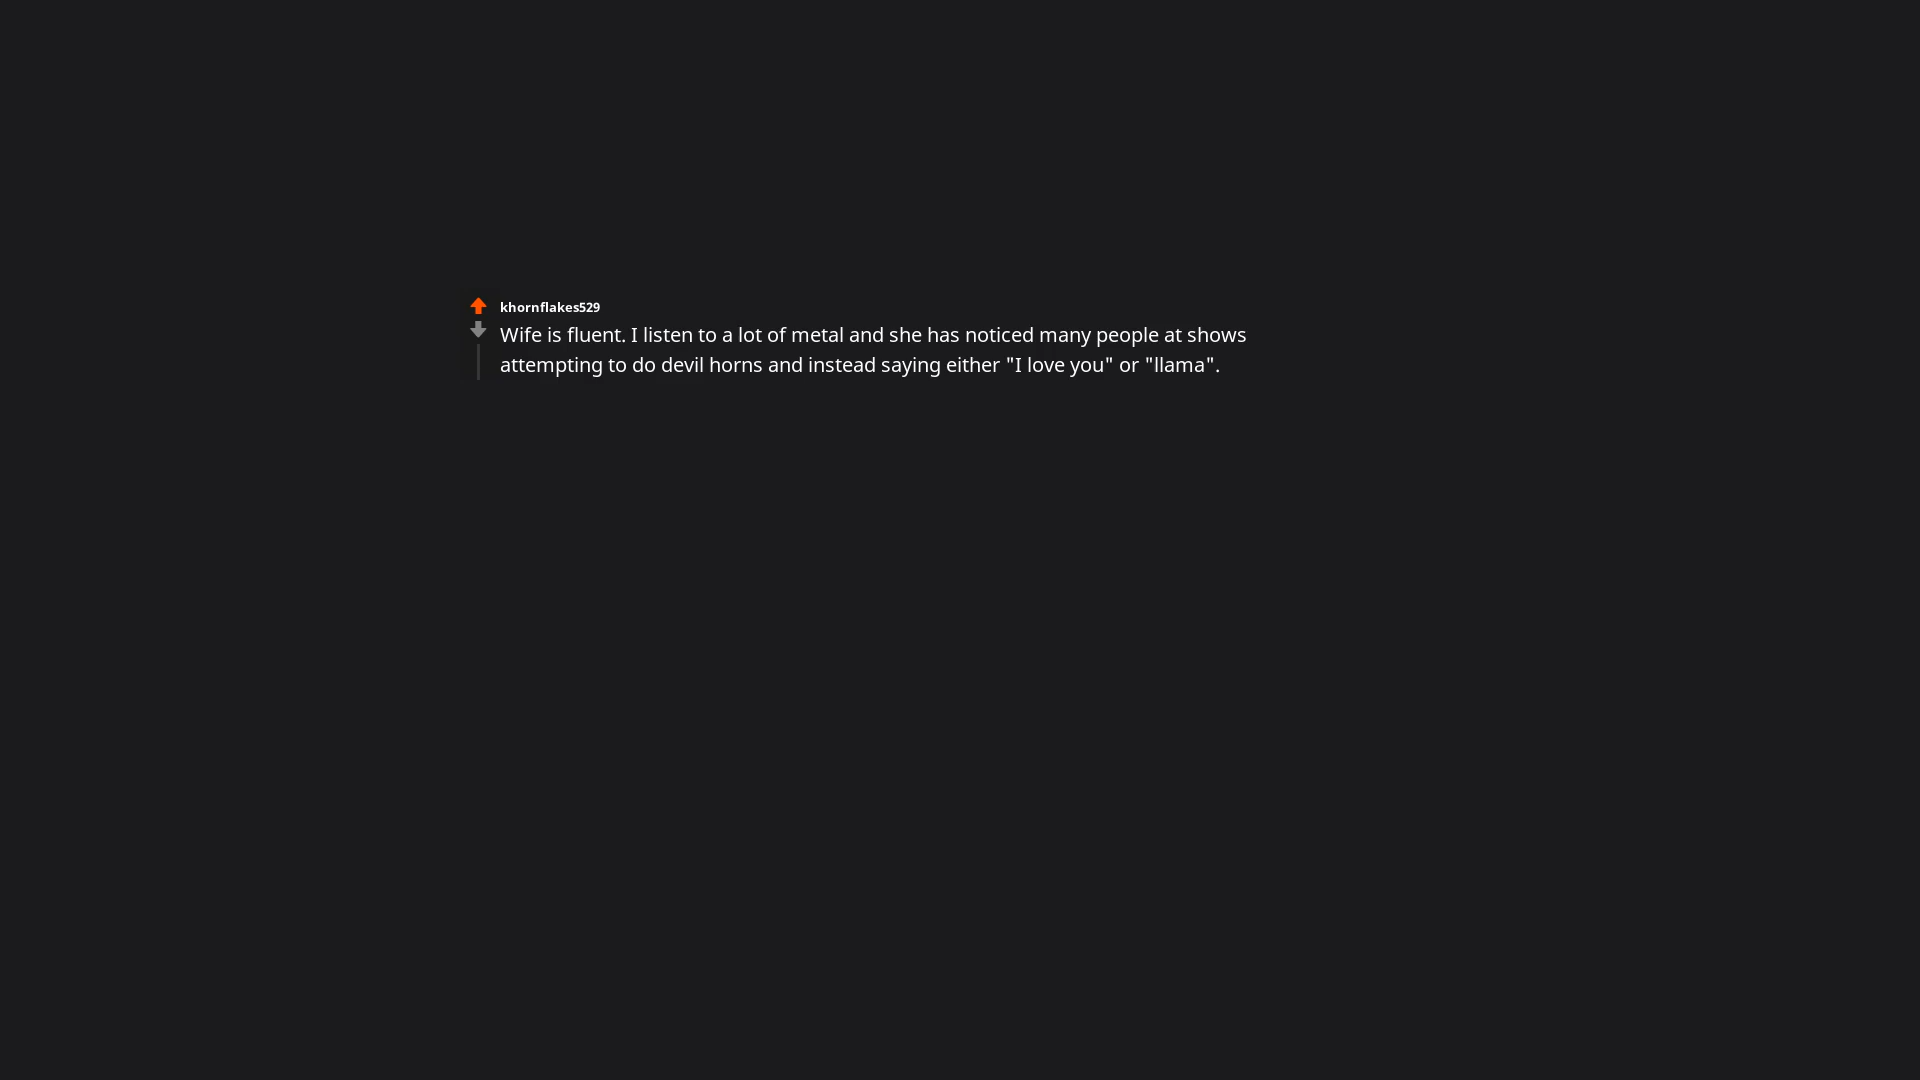 khornflakes529
Wife is fluent. I listen to a lot of metal and she has noticed many people at shows
attempting to do devil horns and instead saying either "I love you" or "llama".